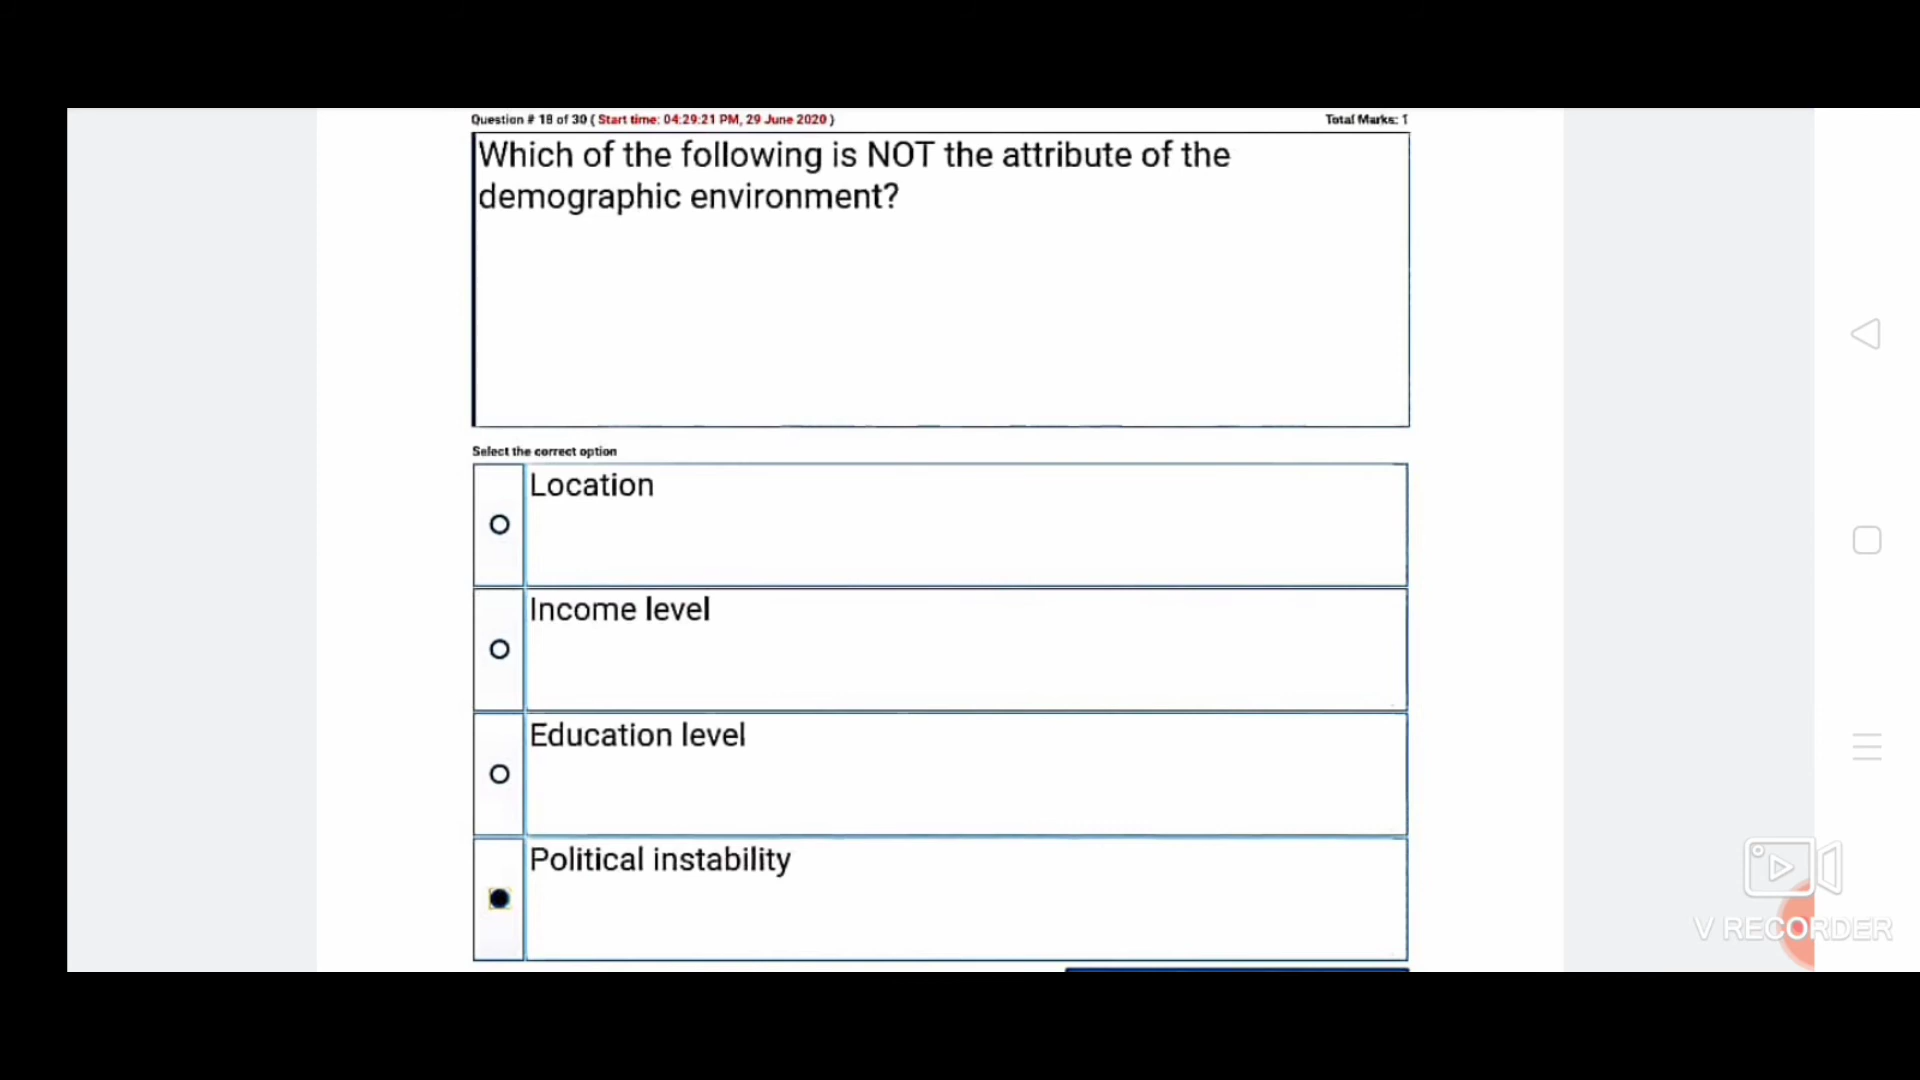 Question # 18 of 30 ( Start time: 04:29:21 PM, 29 June 2020 )
Total Marks: 1
Which of the following is NOT the attribute of the
demographic environment?
Select the correct option
Location
Income level
Education level
Political instability
V RECORDER